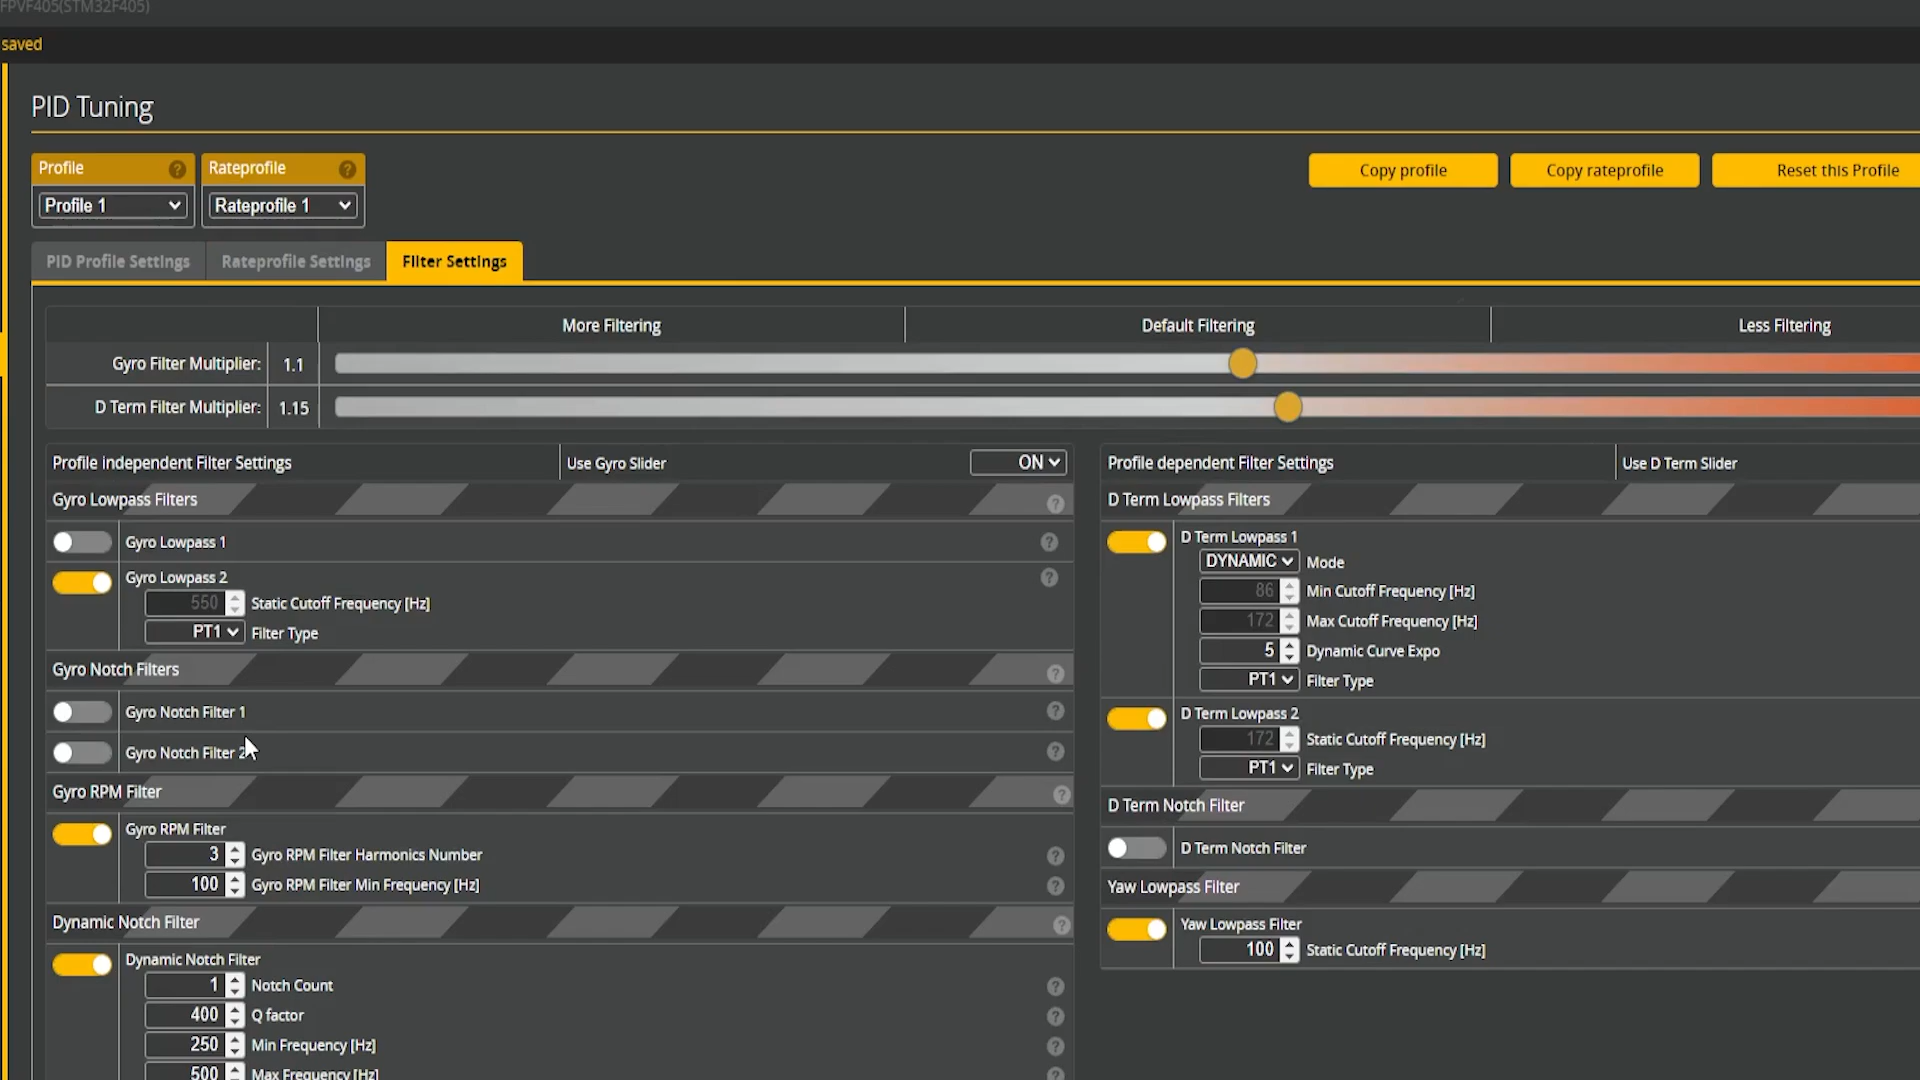 FPVF405(STM32F405)
saved
PID Tuning
Profile
Rateprofile
Profile 1
Rateprofile 1
Copy profile
Copy rateprofile
Reset this Profile
PID Profile Settings
Rateprofile Settings
Filter Settings
More Filtering
Default Filtering
Less Filtering
Gyro Filter Multiplier:
1.1
D Term Filter Multiplier:
1.15
Profile independent Filter Settings
Use Gyro Slider
ON
Gyro Lowpass Filters
Gyro Lowpass 1
Gyro Lowpass 2
550 Static Cutoff Frequency [Hz]
PT1 Filter Type
Gyro Notch Filters
Gyro Notch Filter 1
Gyro Notch Filter 2
Gyro RPM Filter
Gyro RPM Filter
3 Gyro RPM Filter Harmonics Number
100 Gyro RPM Filter Min Frequency [Hz]
Dynamic Notch Filter
Dynamic Notch Filter
1 Notch Count
400 Q factor
250 Min Frequency [Hz]
500 Max Frequency [Hz]
Profile dependent Filter Settings
Use D Term Slider
D Term Lowpass Filters
D Term Lowpass 1
DYNAMIC Mode
86 Min Cutoff Frequency [Hz]
172 Max Cutoff Frequency [Hz]
5 Dynamic Curve Expo
PT1 Filter Type
D Term Lowpass 2
172 Static Cutoff Frequency [Hz]
PT1 Filter Type
D Term Notch Filter
D Term Notch Filter
Yaw Lowpass Filter
Yaw Lowpass Filter
100 Static Cutoff Frequency [Hz]